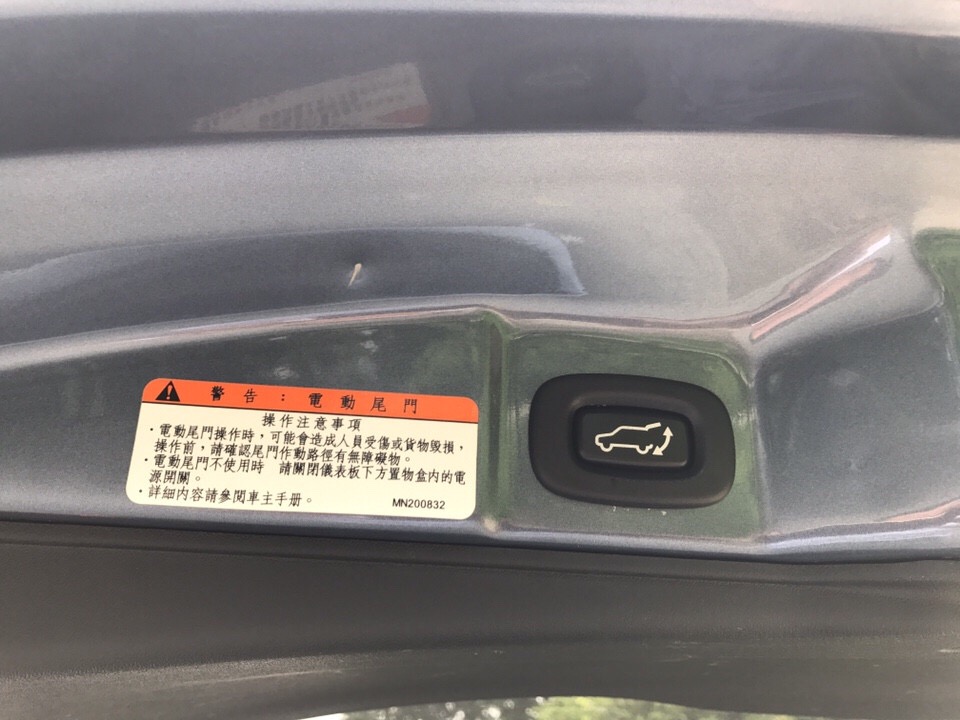 警告：電動尾門
操作注意事項
・電動尾門操作時，可能會造成人員受傷或貨物毀損，
操作前，請確認尾門作動路徑有無障礙物。
・電動尾門不使用時　請關閉儀表板下方置物盒內的電
源開關。
・詳細內容請參閱車主手册。
MN200832